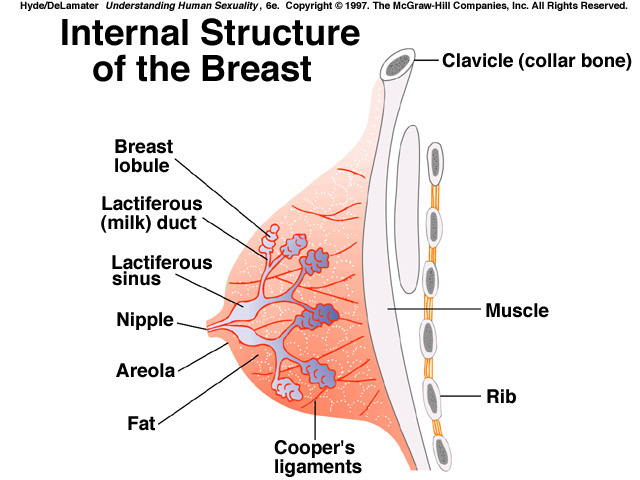 Hyde/DeLamater Understanding Human Sexuality, 6e. Copyright © 1997. The McGraw-Hill Companies, Inc. All Rights Reserved.
Internal Structure
of the Breast
Clavicle (collar bone)
Breast
lobule
Lactiferous
(milk) duct
Lactiferous
sinus
Nipple
Muscle
Areola
Rib
Fat
Cooper's
ligaments